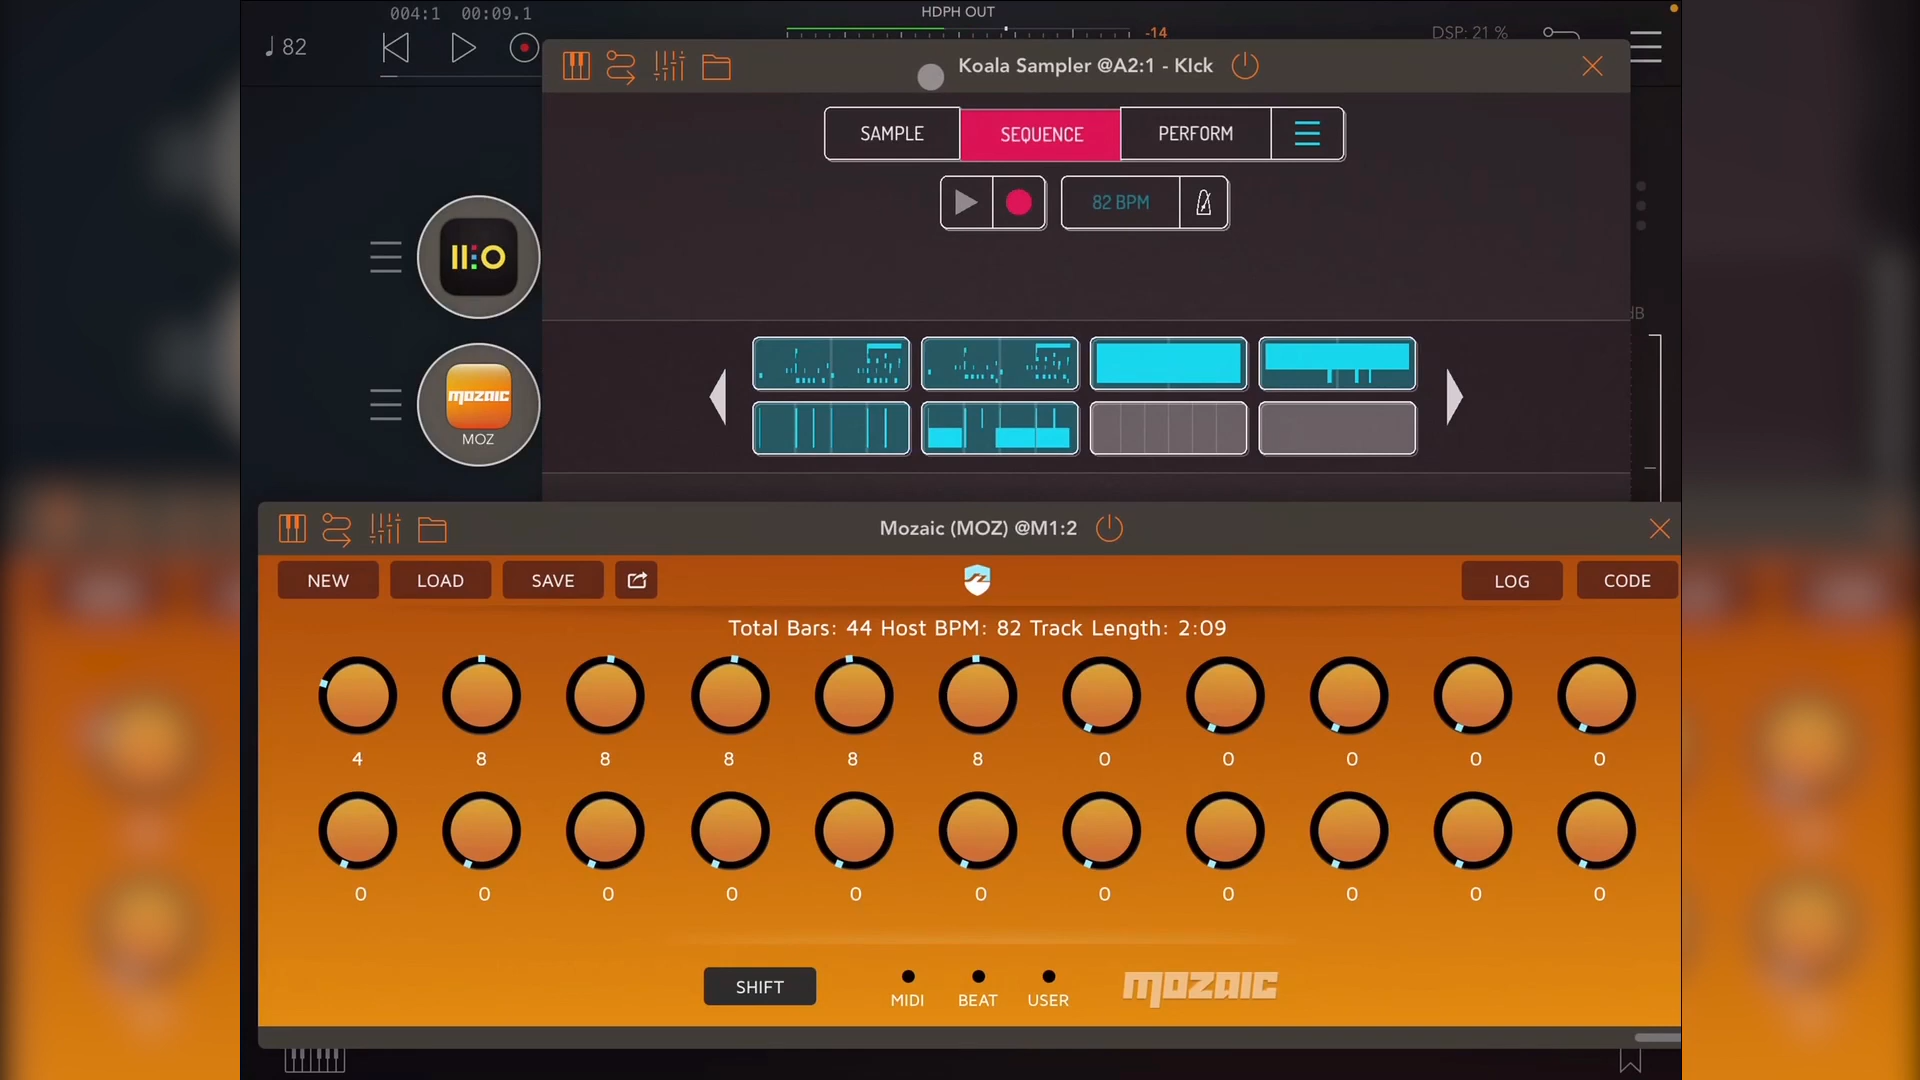 004:1 00:09.1
HDPH OUT
82
-14
DSP: 21 %
Koala Sampler @A2:1 - KIck
SAMPLE SEQUENCE PERFORM
82 BPM
mozaic
MOZ
dB
Mozaic (MOZ) @M1:2
NEW LOAD SAVE LOG CODE
Total Bars: 44 Host BPM: 82 Track Length: 2:09
4 8 8 8 8 8 0 0 0 0 0
0 0 0 0 0 0 0 0 0 0 0
SHIFT MIDI BEAT USER mozaic